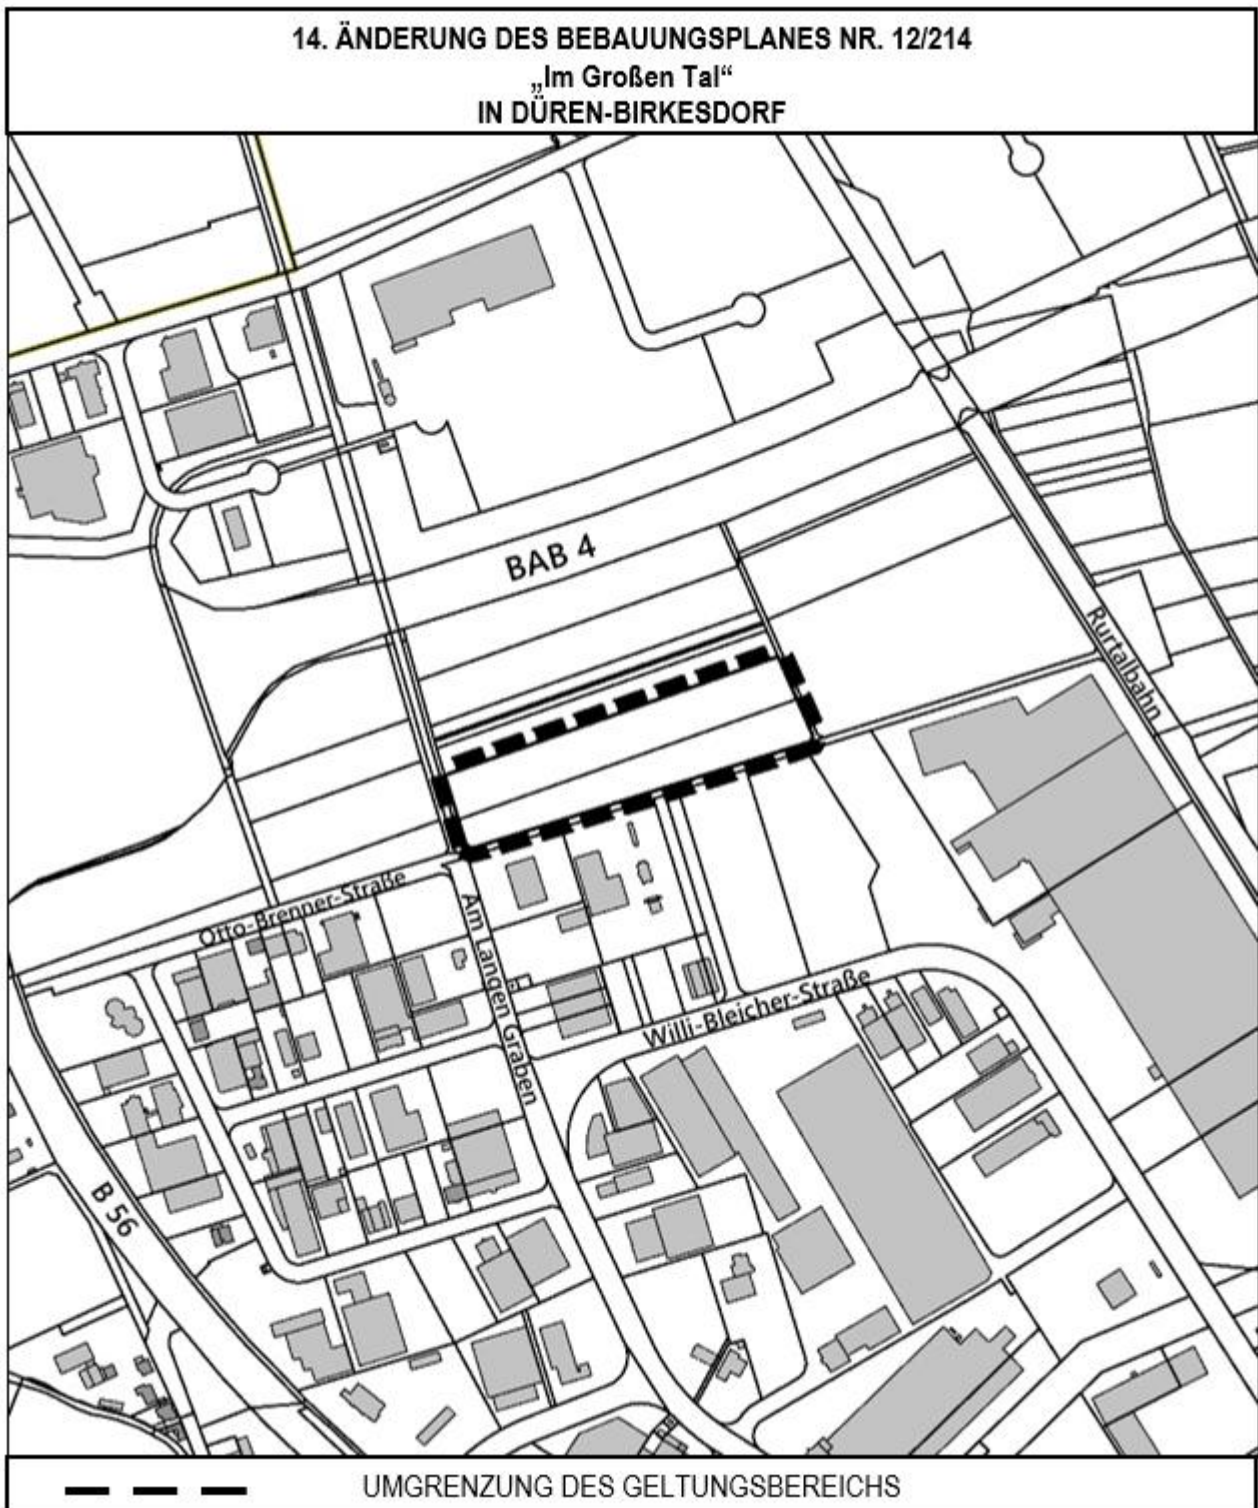 14. ÄNDERUNG DES BEBAUUNGSPLANES NR. 12/214
„Im Großen Tal“
IN DÜREN-BIRKESDORF
BAB 4
Rurtalbahn
Otto-Brenner-Straße
Am Langen Graben
Willi-Bleicher-Straße
B 56
UMGRENZUNG DES GELTUNGSBEREICHS